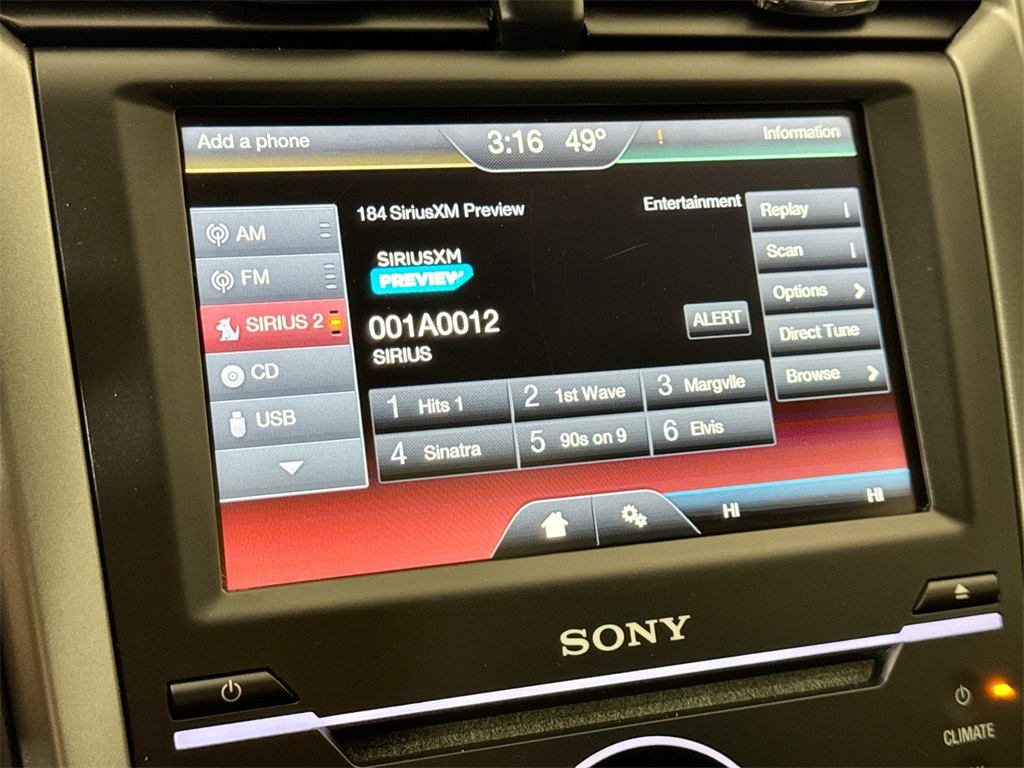 Add a phone
3:16 49° !
Information
184 SiriusXM Preview
Entertainment
AM
FM
SIRIUS 2
CD
USB
SIRIUSXM
PREVIEW
001A0012
SIRIUS
ALERT
Replay
Scan
Options
Direct Tune
Browse
1 Hits 1
2 1st Wave
3 Margvlle
4 Sinatra
5 90s on 9
6 Elvis
HI
HI
SONY
CLIMATE